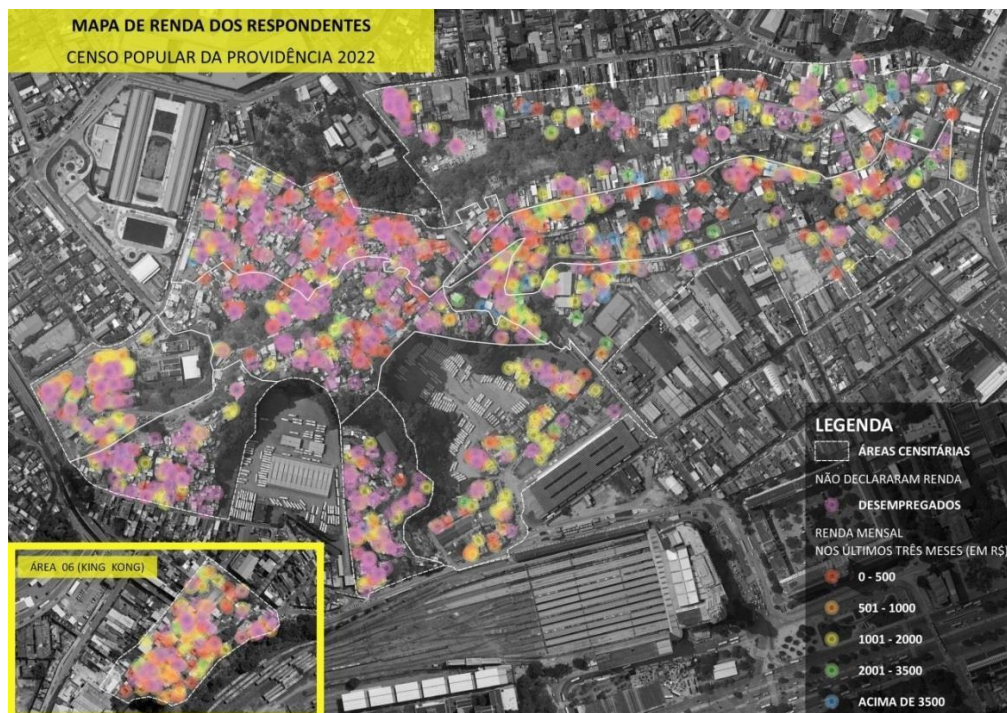 MAPA DE RENDA DOS RESPONDENTES
CENSO POPULAR DA PROVIDÊNCIA 2022
LEGENDA
ÁREAS CENSITÁRIAS
NÃO DECLARARAM RENDA
DESEMPREGADOS
RENDA MENSAL
NOS ÚLTIMOS TRÊS MESES (EM R$)
0 - 500
501 - 1000
1001 - 2000
2001 - 3500
ACIMA DE 3500
ÁREA 06 (KING KONG)